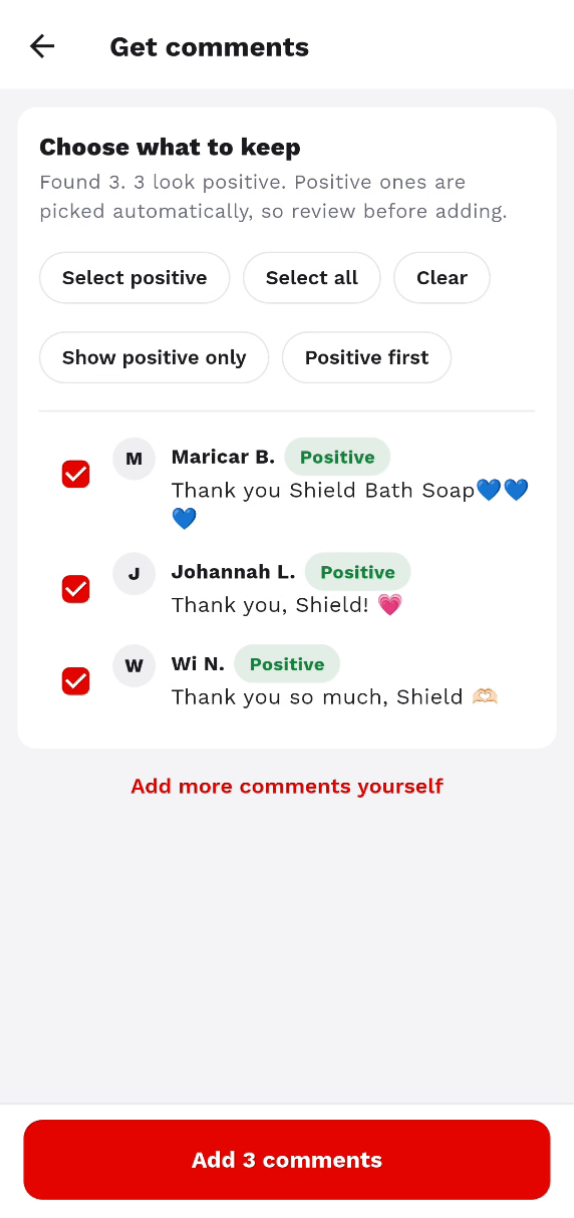 Get comments
Choose what to keep
Found 3. 3 look positive. Positive ones are
picked automatically, so review before adding.
Select positive Select all Clear
Show positive only Positive first
M Maricar B. Positive
Thank you Shield Bath Soap💙💙
💙
J Johannah L. Positive
Thank you, Shield! 💗
W Wi N. Positive
Thank you so much, Shield 🫶🏻
Add more comments yourself
Add 3 comments